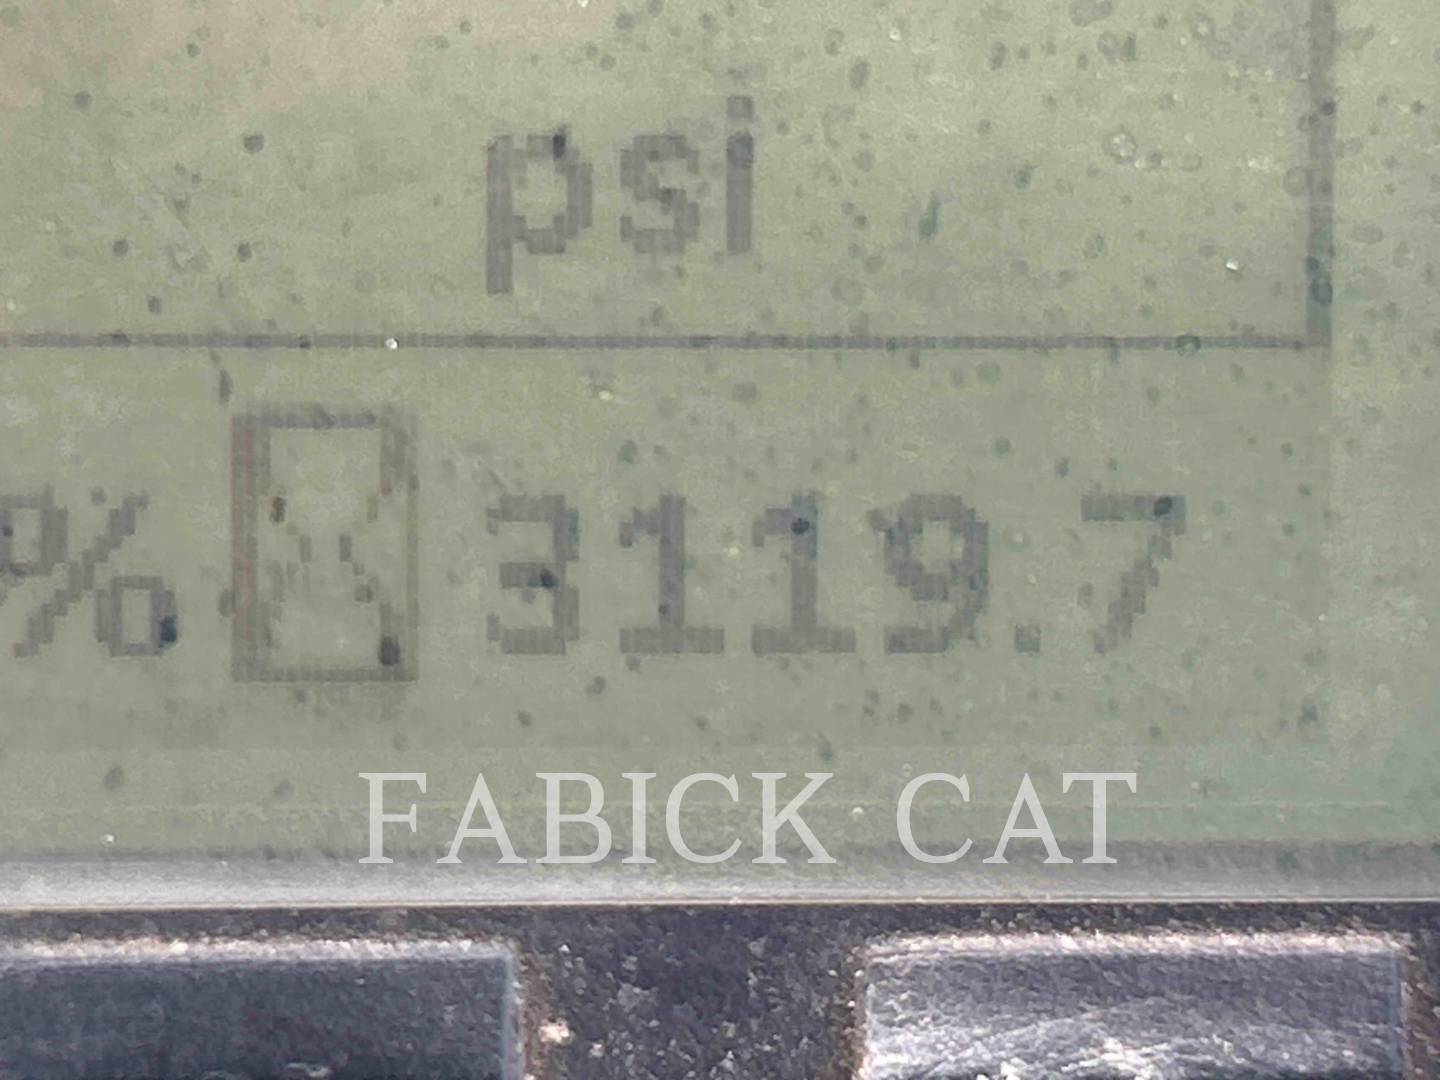 psi
% 3119.7
FABICK CAT